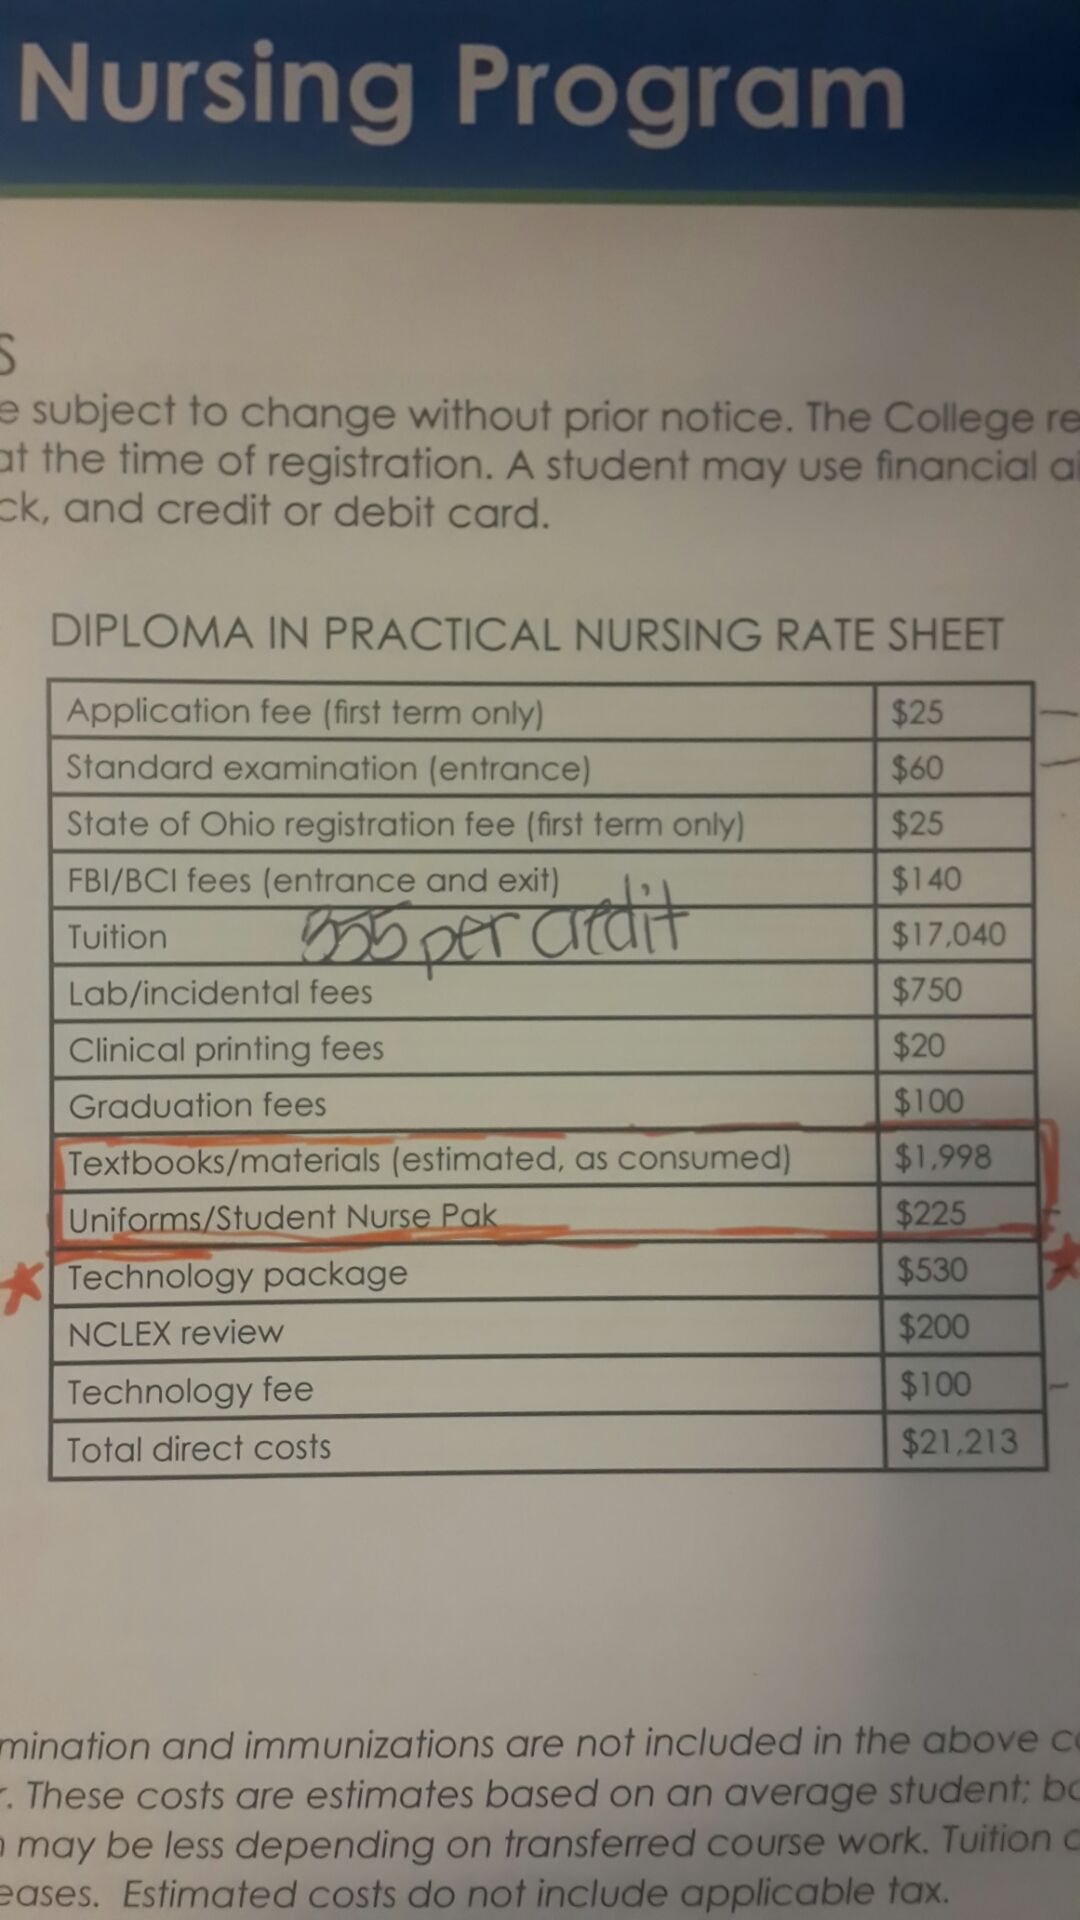 Nursing Program
s
e subject to change without prior notice. The College re
at the time of registration. A student may use financial ai
ck, and credit or debit card.
DIPLOMA IN PRACTICAL NURSING RATE SHEET
Application fee (first term only) $25
Standard examination (entrance) $60
State of Ohio registration fee (first term only) $25
FBI/BCI fees (entrance and exit) $140
Tuition 355 per credit $17,040
Lab/incidental fees $750
Clinical printing fees $20
Graduation fees $100
Textbooks/materials (estimated, as consumed) $1,998
Uniforms/Student Nurse Pak $225
Technology package $530
NCLEX review $200
Technology fee $100
Total direct costs $21,213
mination and immunizations are not included in the above co
r. These costs are estimates based on an average student; bo
n may be less depending on transferred course work. Tuition
eases. Estimated costs do not include applicable tax.